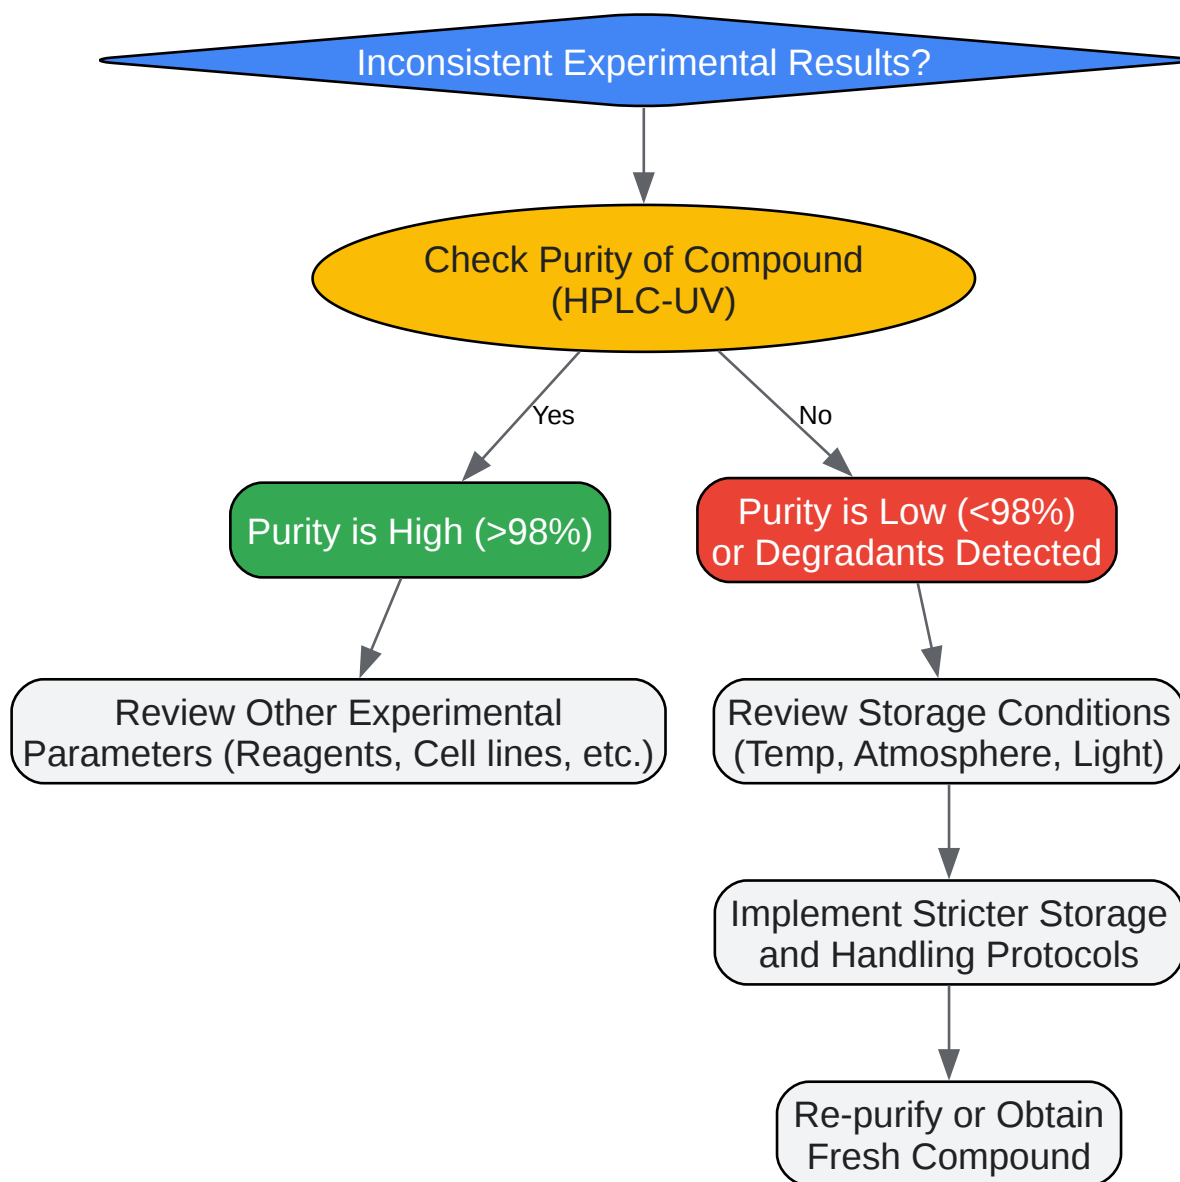 Inconsistent Experimental Results?
Check Purity of Compound
(HPLC-UV)
Yes
No
Purity is High (>98%)
Purity is Low (<98%)
or Degradants Detected
Review Other Experimental
Parameters (Reagents, Cell lines, etc.)
Review Storage Conditions
(Temp, Atmosphere, Light)
Implement Stricter Storage
and Handling Protocols
Re-purify or Obtain
Fresh Compound